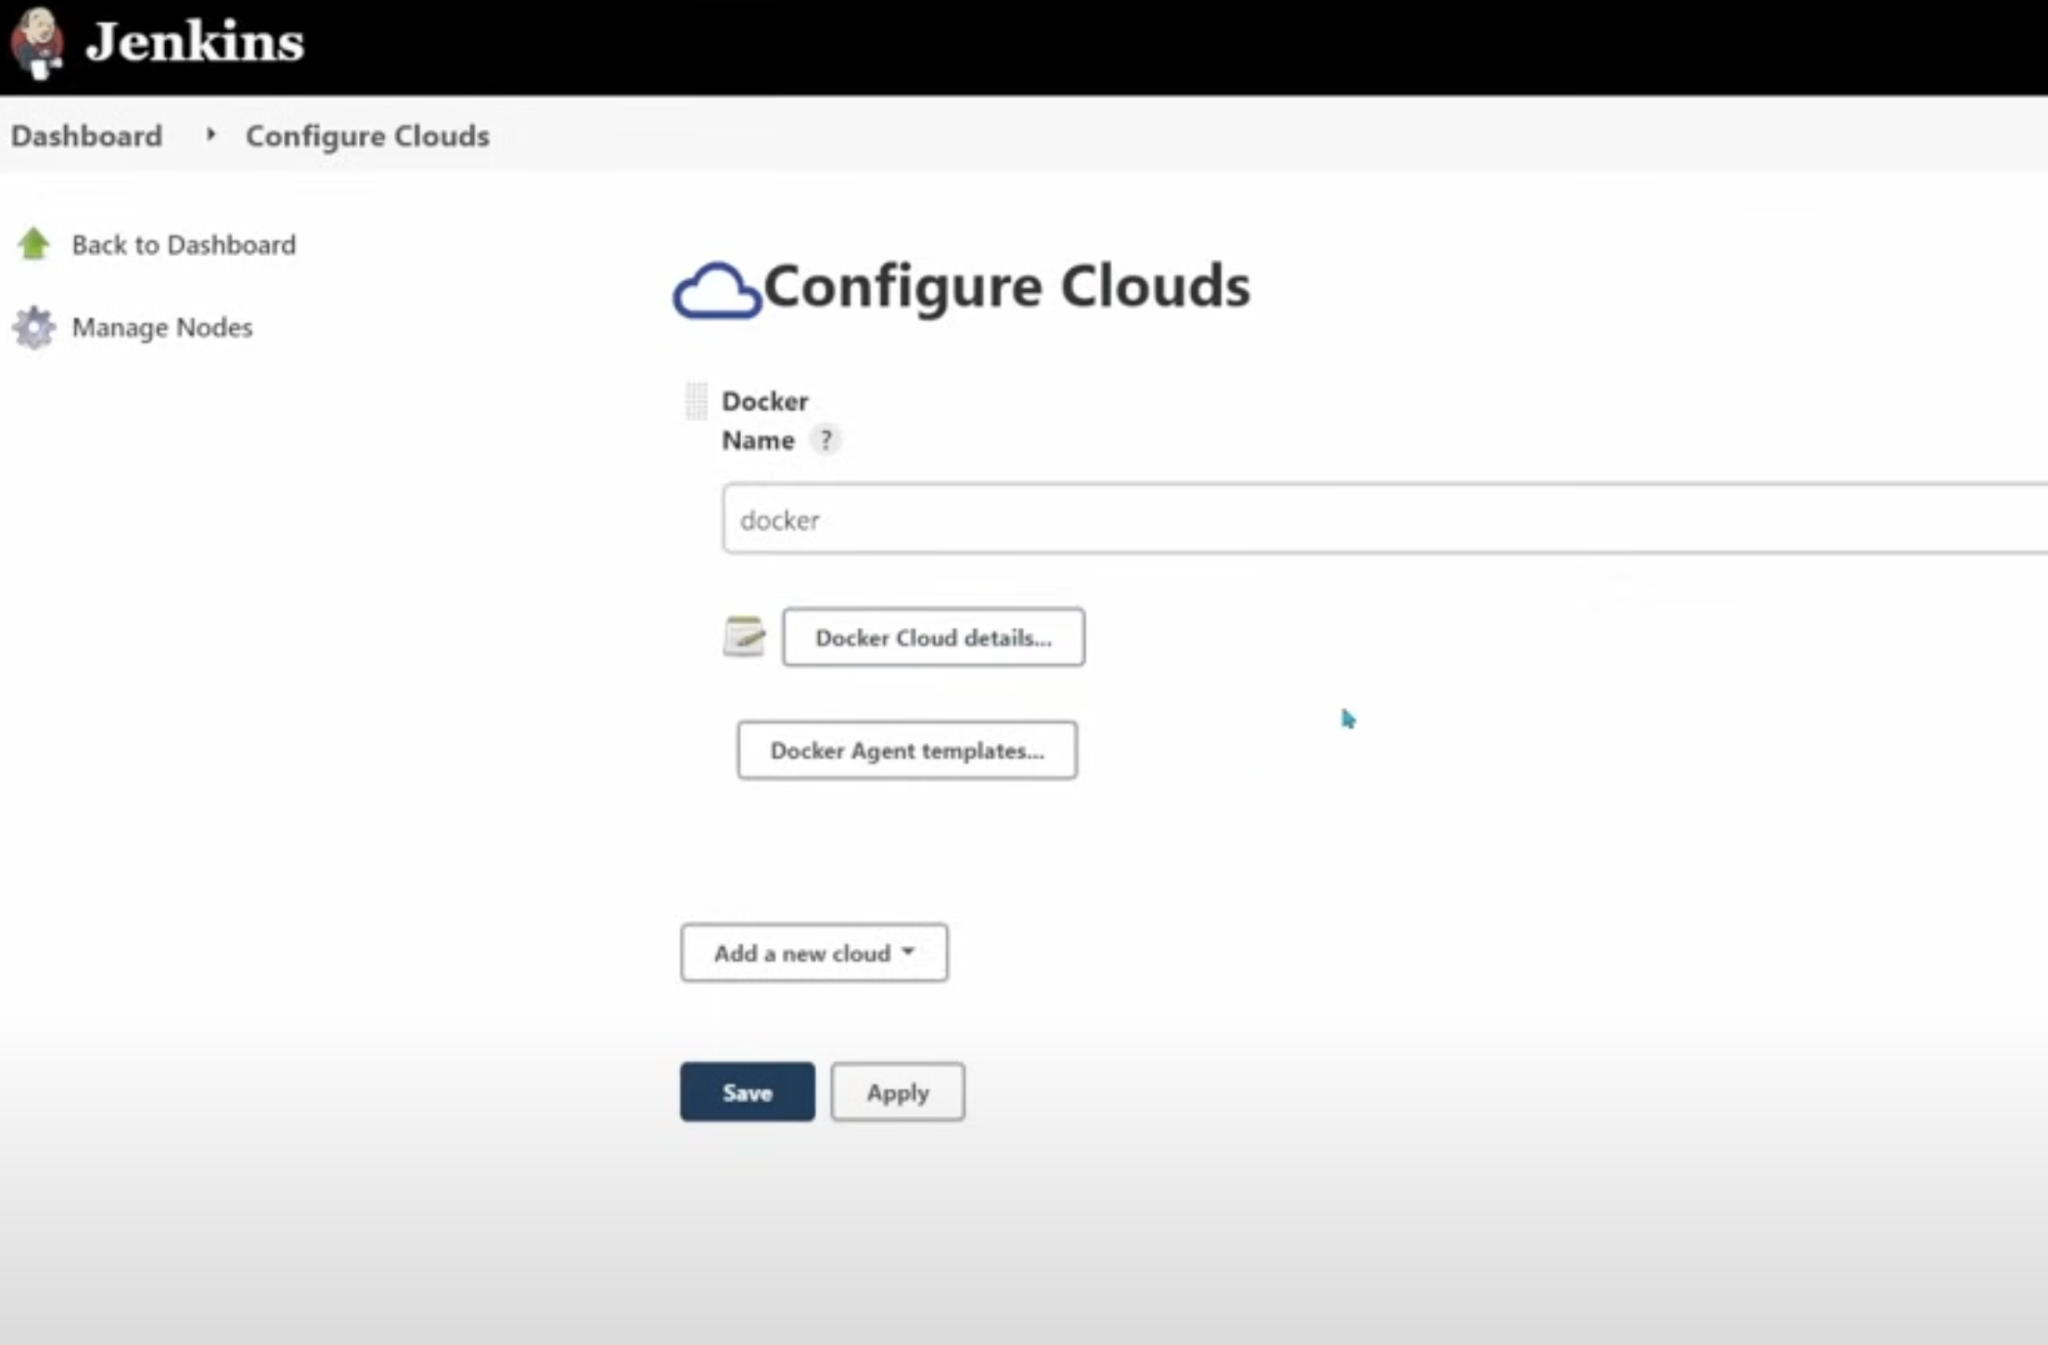 Jenkins
Dashboard Configure Clouds
Back to Dashboard
Manage Nodes
Configure Clouds
Docker
Name ?
docker
Docker Cloud details...
Docker Agent templates...
Add a new cloud
Save Apply